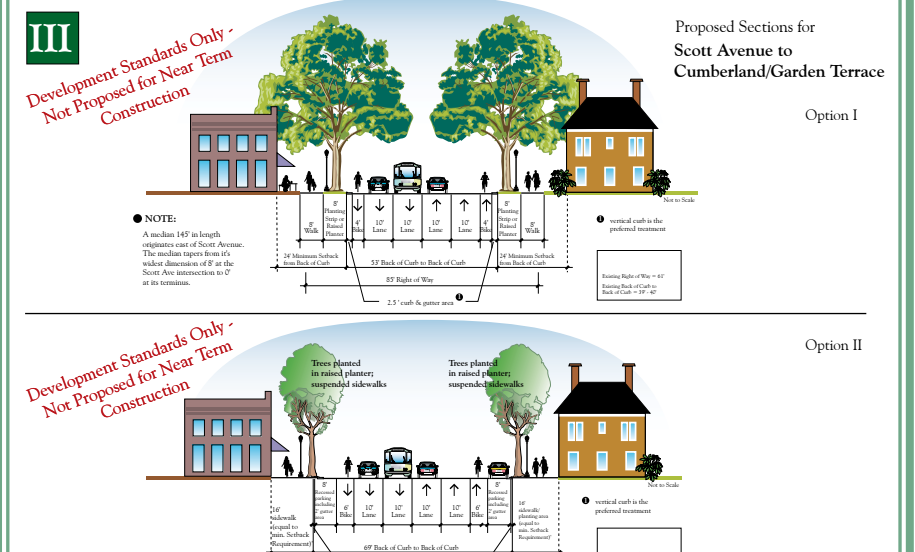 III
Development Standards Only -
Not Proposed for Near Term
Construction
Proposed Sections for
Scott Avenue to
Cumberland/Garden Terrace
Option I
Not to Scale
NOTE:
A median 145' in length
originates east of Scott Avenue.
The median tapers from it's
widest dimension of 8' at the
Scott Ave intersection to 0'
at its terminus.
8'
Walk
8'
Planting
Strip or
Raised
Planter
4'
Bike
10'
Lane
10'
Lane
10'
Lane
10'
Lane
4'
Bike
8'
Planting
Strip or
Raised
Planter
8'
Walk
24' Minimum Setback
from Back of Curb
53' Back of Curb to Back of Curb
24' Minimum Setback
from Back of Curb
85' Right of Way
2.5' curb & gutter area 1
1 vertical curb is the
preferred treatment
Existing Right of Way = 61'
Existing Back of Curb to
Back of Curb = 39' - 40'
Development Standards Only -
Not Proposed for Near Term
Construction
Option II
Trees planted
in raised planter;
suspended sidewalks
Trees planted
in raised planter;
suspended sidewalks
Not to Scale
16'
sidewalk
(equal to
min. Setback
Requirement)'
8'
Recessed
parking
including
2' gutter
area
6'
Bike
10'
Lane
10'
Lane
10'
Lane
10'
Lane
6'
Bike
8'
Recessed
parking
including
2' gutter
area
16'
sidewalk/
planting area
(equal to
min. Setback
Requirement)'
69' Back of Curb to Back of Curb
1 vertical curb is the
preferred treatment